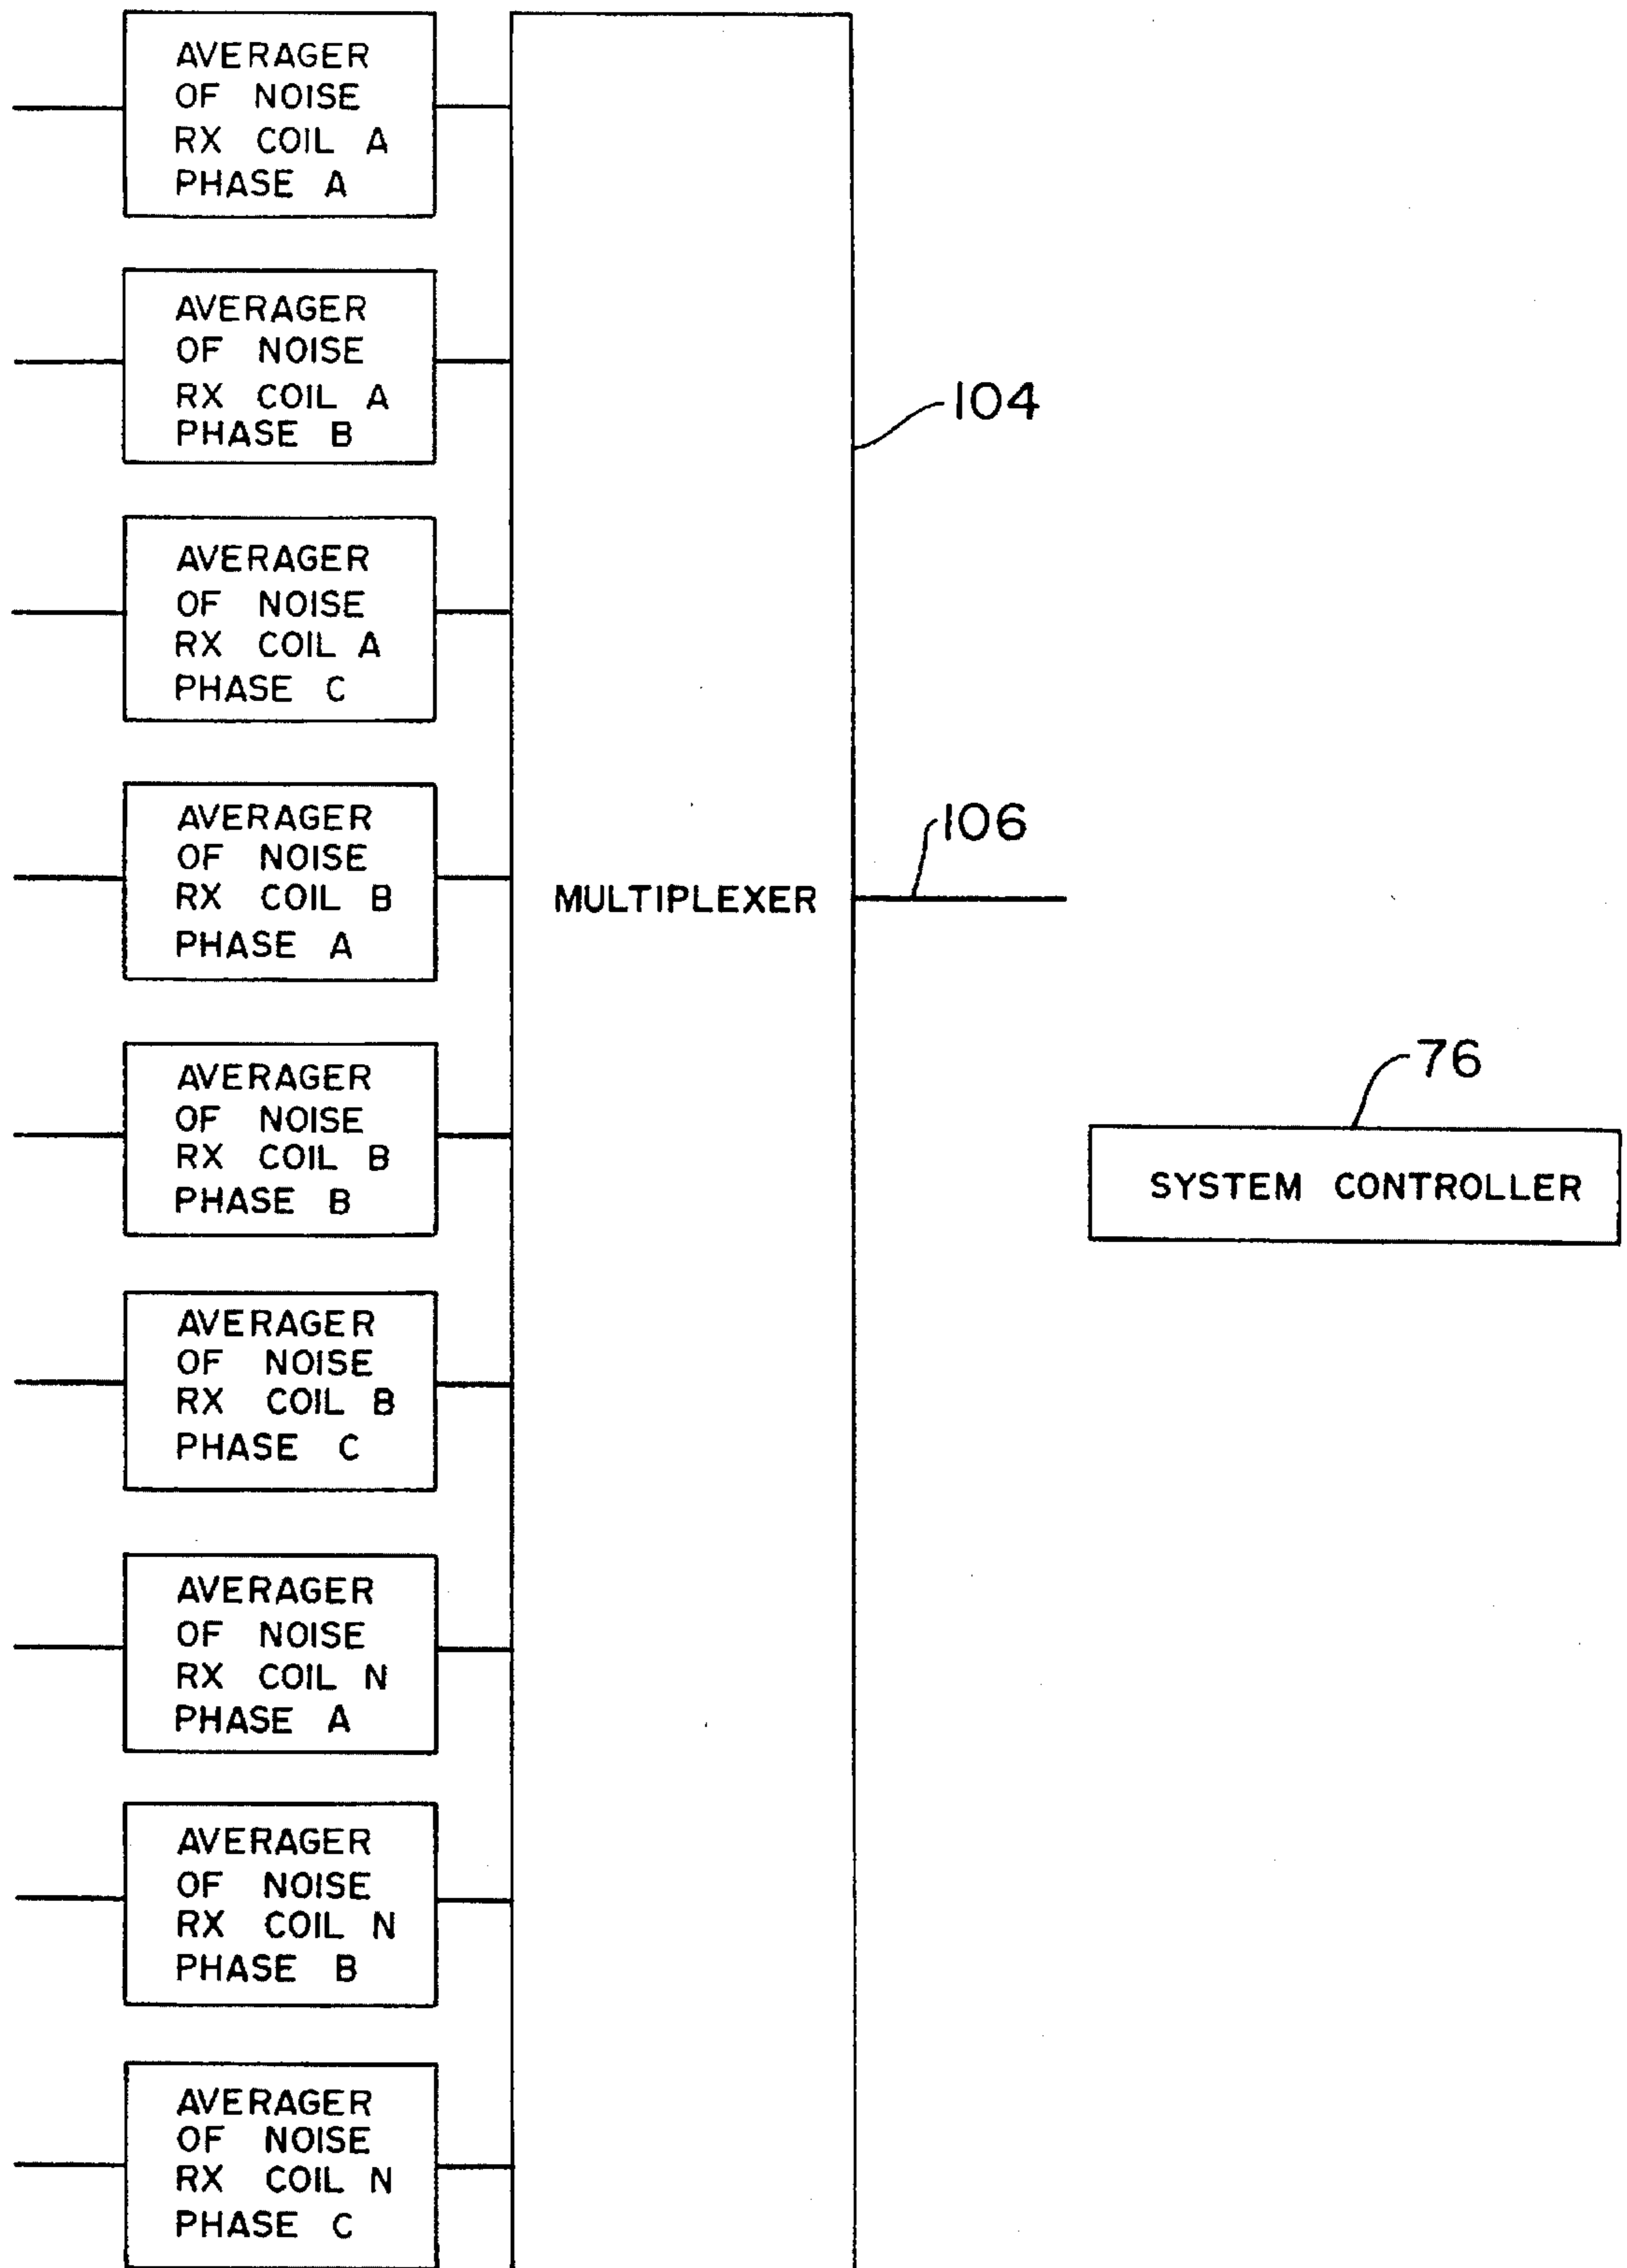 AVERAGER
OF NOISE
RX COIL A
PHASE A
AVERAGER
OF NOISE
RX COIL A
PHASE B
AVERAGER
OF NOISE
RX COIL A
PHASE C
AVERAGER
OF NOISE
RX COIL B
PHASE A
AVERAGER
OF NOISE
RX COIL B
PHASE B
AVERAGER
OF NOISE
RX COIL B
PHASE C
AVERAGER
OF NOISE
RX COIL N
PHASE A
AVERAGER
OF NOISE
RX COIL N
PHASE B
AVERAGER
OF NOISE
RX COIL N
PHASE C
MULTIPLEXER
104
106
76
SYSTEM CONTROLLER